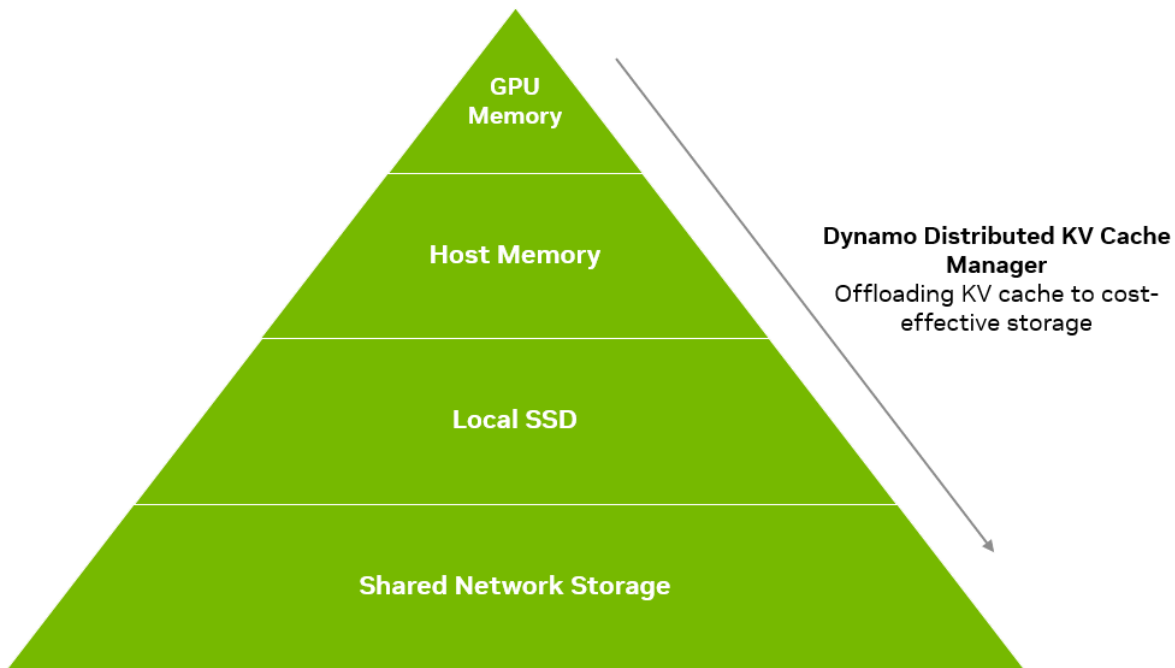 GPU
Memory
Host Memory
Dynamo Distributed KV Cache
Manager
Offloading KV cache to cost-
effective storage
Local SSD
Shared Network Storage